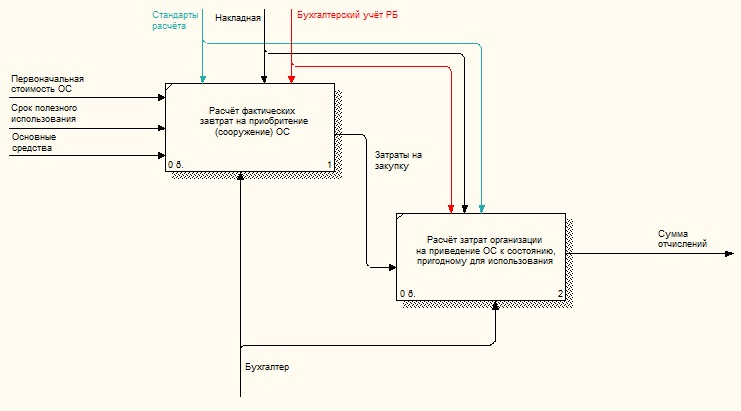 Стандарты
расчёта
Накладная
Бухгалтерский учёт РБ
Первоначальная
стоимость ОС
Срок полезного
использования
Основные
средства
Расчёт фактических
завтрат на приобритение
(сооружение) ОС
0 р.
1
Затраты на
закупку
Расчёт затрат организации
на приведение ОС к состоянию,
пригодному для использования
0 р.
2
Сумма
отчислений
Бухгалтер